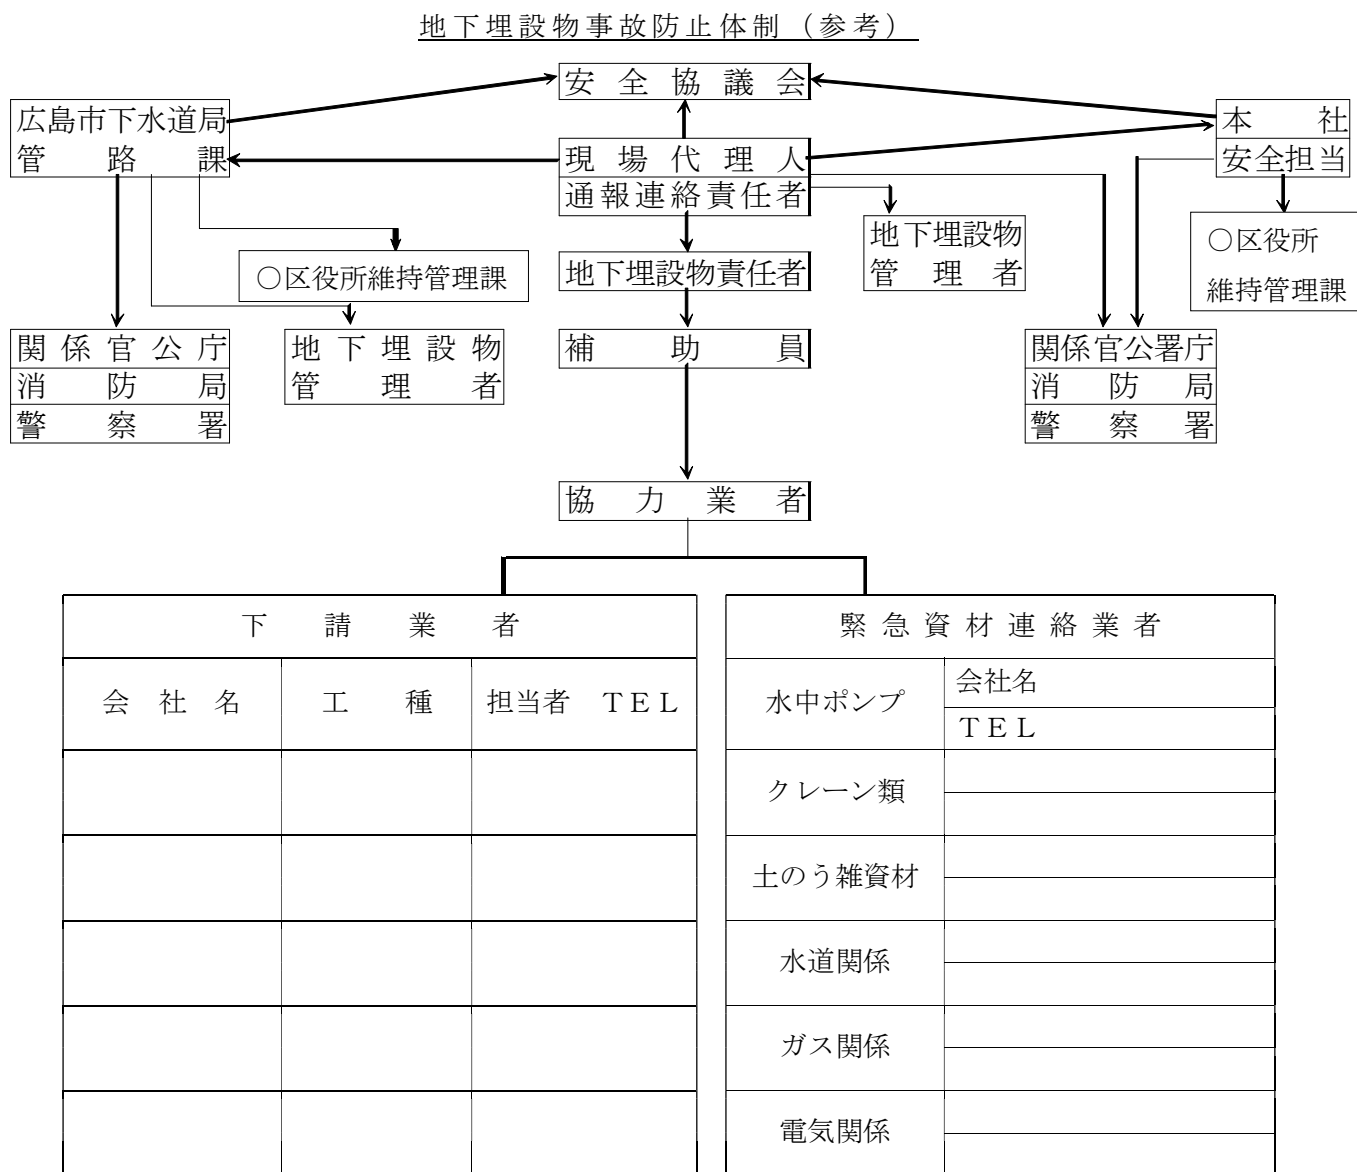 地下埋設物事故防止体制（参考）
安全協議会
広島市下水道局
管路課
本社
安全担当
現場代理人
通報連絡責任者
地下埋設物
管理者
○区役所
維持管理課
○区役所維持管理課
地下埋設物責任者
関係官公庁
消防局
警察署
地下埋設物
管理者
補助員
関係官公署庁
消防局
警察署
協力業者
下請業者
会社名 工種 担当者 ＴＥＬ
緊急資材連絡業者
水中ポンプ
会社名
ＴＥＬ
クレーン類
土のう雑資材
水道関係
ガス関係
電気関係